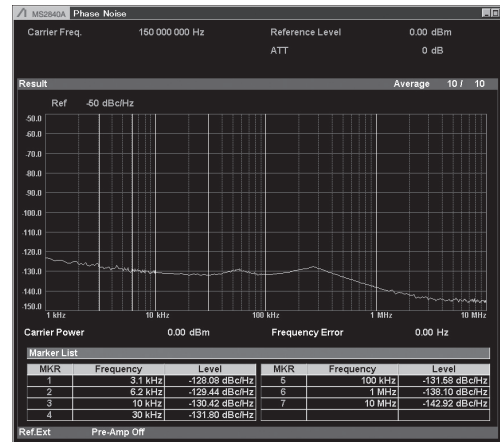 MS2840A Phase Noise
Carrier Freq. 150 000 000 Hz Reference Level 0.00 dBm
ATT 0 dB
Result Average 10 / 10
Ref -50 dBc/Hz
-50.0
-60.0
-70.0
-80.0
-90.0
-100.0
-110.0
-120.0
-130.0
-140.0
-150.0
1 kHz 10 kHz 100 kHz 1 MHz 10 MHz
Carrier Power 0.00 dBm Frequency Error 0.00 Hz
Marker List
MKR Frequency Level MKR Frequency Level
1 3.1 kHz -128.08 dBc/Hz 5 100 kHz -131.58 dBc/Hz
2 6.2 kHz -129.44 dBc/Hz 6 1 MHz -138.10 dBc/Hz
3 10 kHz -130.42 dBc/Hz 7 10 MHz -142.92 dBc/Hz
4 30 kHz -131.80 dBc/Hz
Ref.Ext Pre-Amp Off